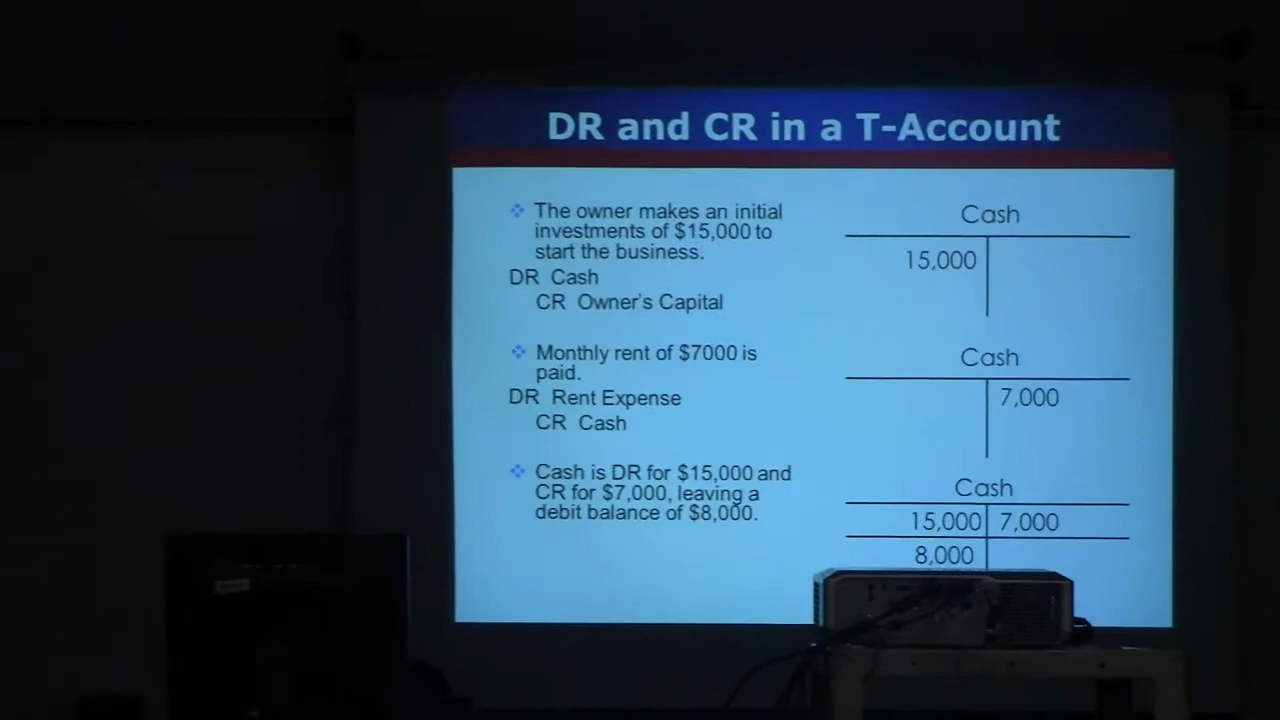 DR and CR in a T-Account
The owner makes an initial
investments of $15,000 to
start the business.
DR Cash
CR Owner's Capital
Cash
15,000
Monthly rent of $7000 is
paid.
DR Rent Expense
CR Cash
Cash
7,000
Cash is DR for $15,000 and
CR for $7,000, leaving a
debit balance of $8,000.
Cash
15,000 7,000
8,000